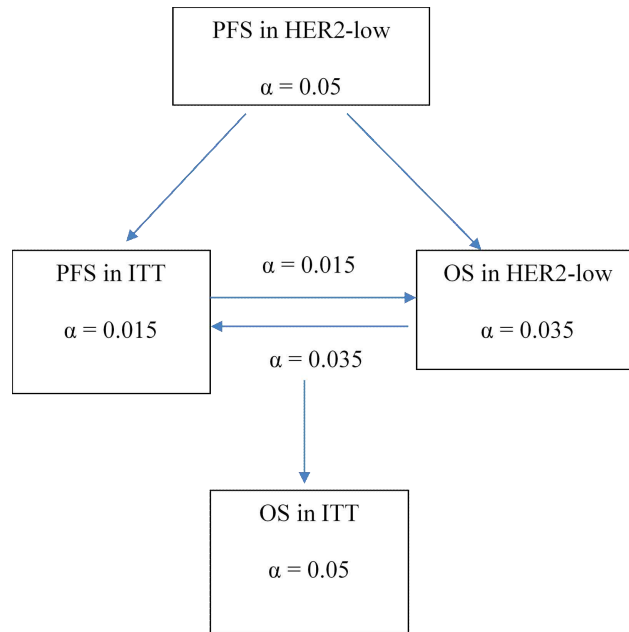 PFS in HER2-low
α = 0.05
PFS in ITT
α = 0.015
α = 0.015
OS in HER2-low
α = 0.035
α = 0.035
OS in ITT
α = 0.05